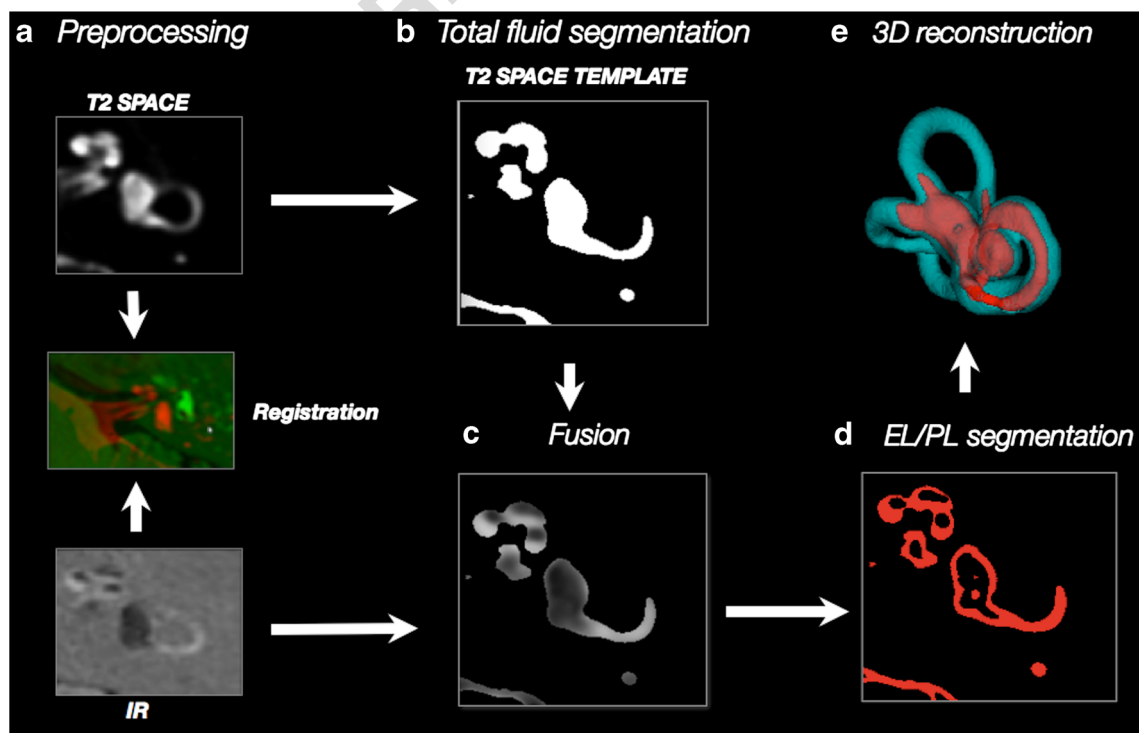 a Preprocessing
b Total fluid segmentation
e 3D reconstruction
T2 SPACE
T2 SPACE TEMPLATE
Registration
c Fusion
d EL/PL segmentation
IR